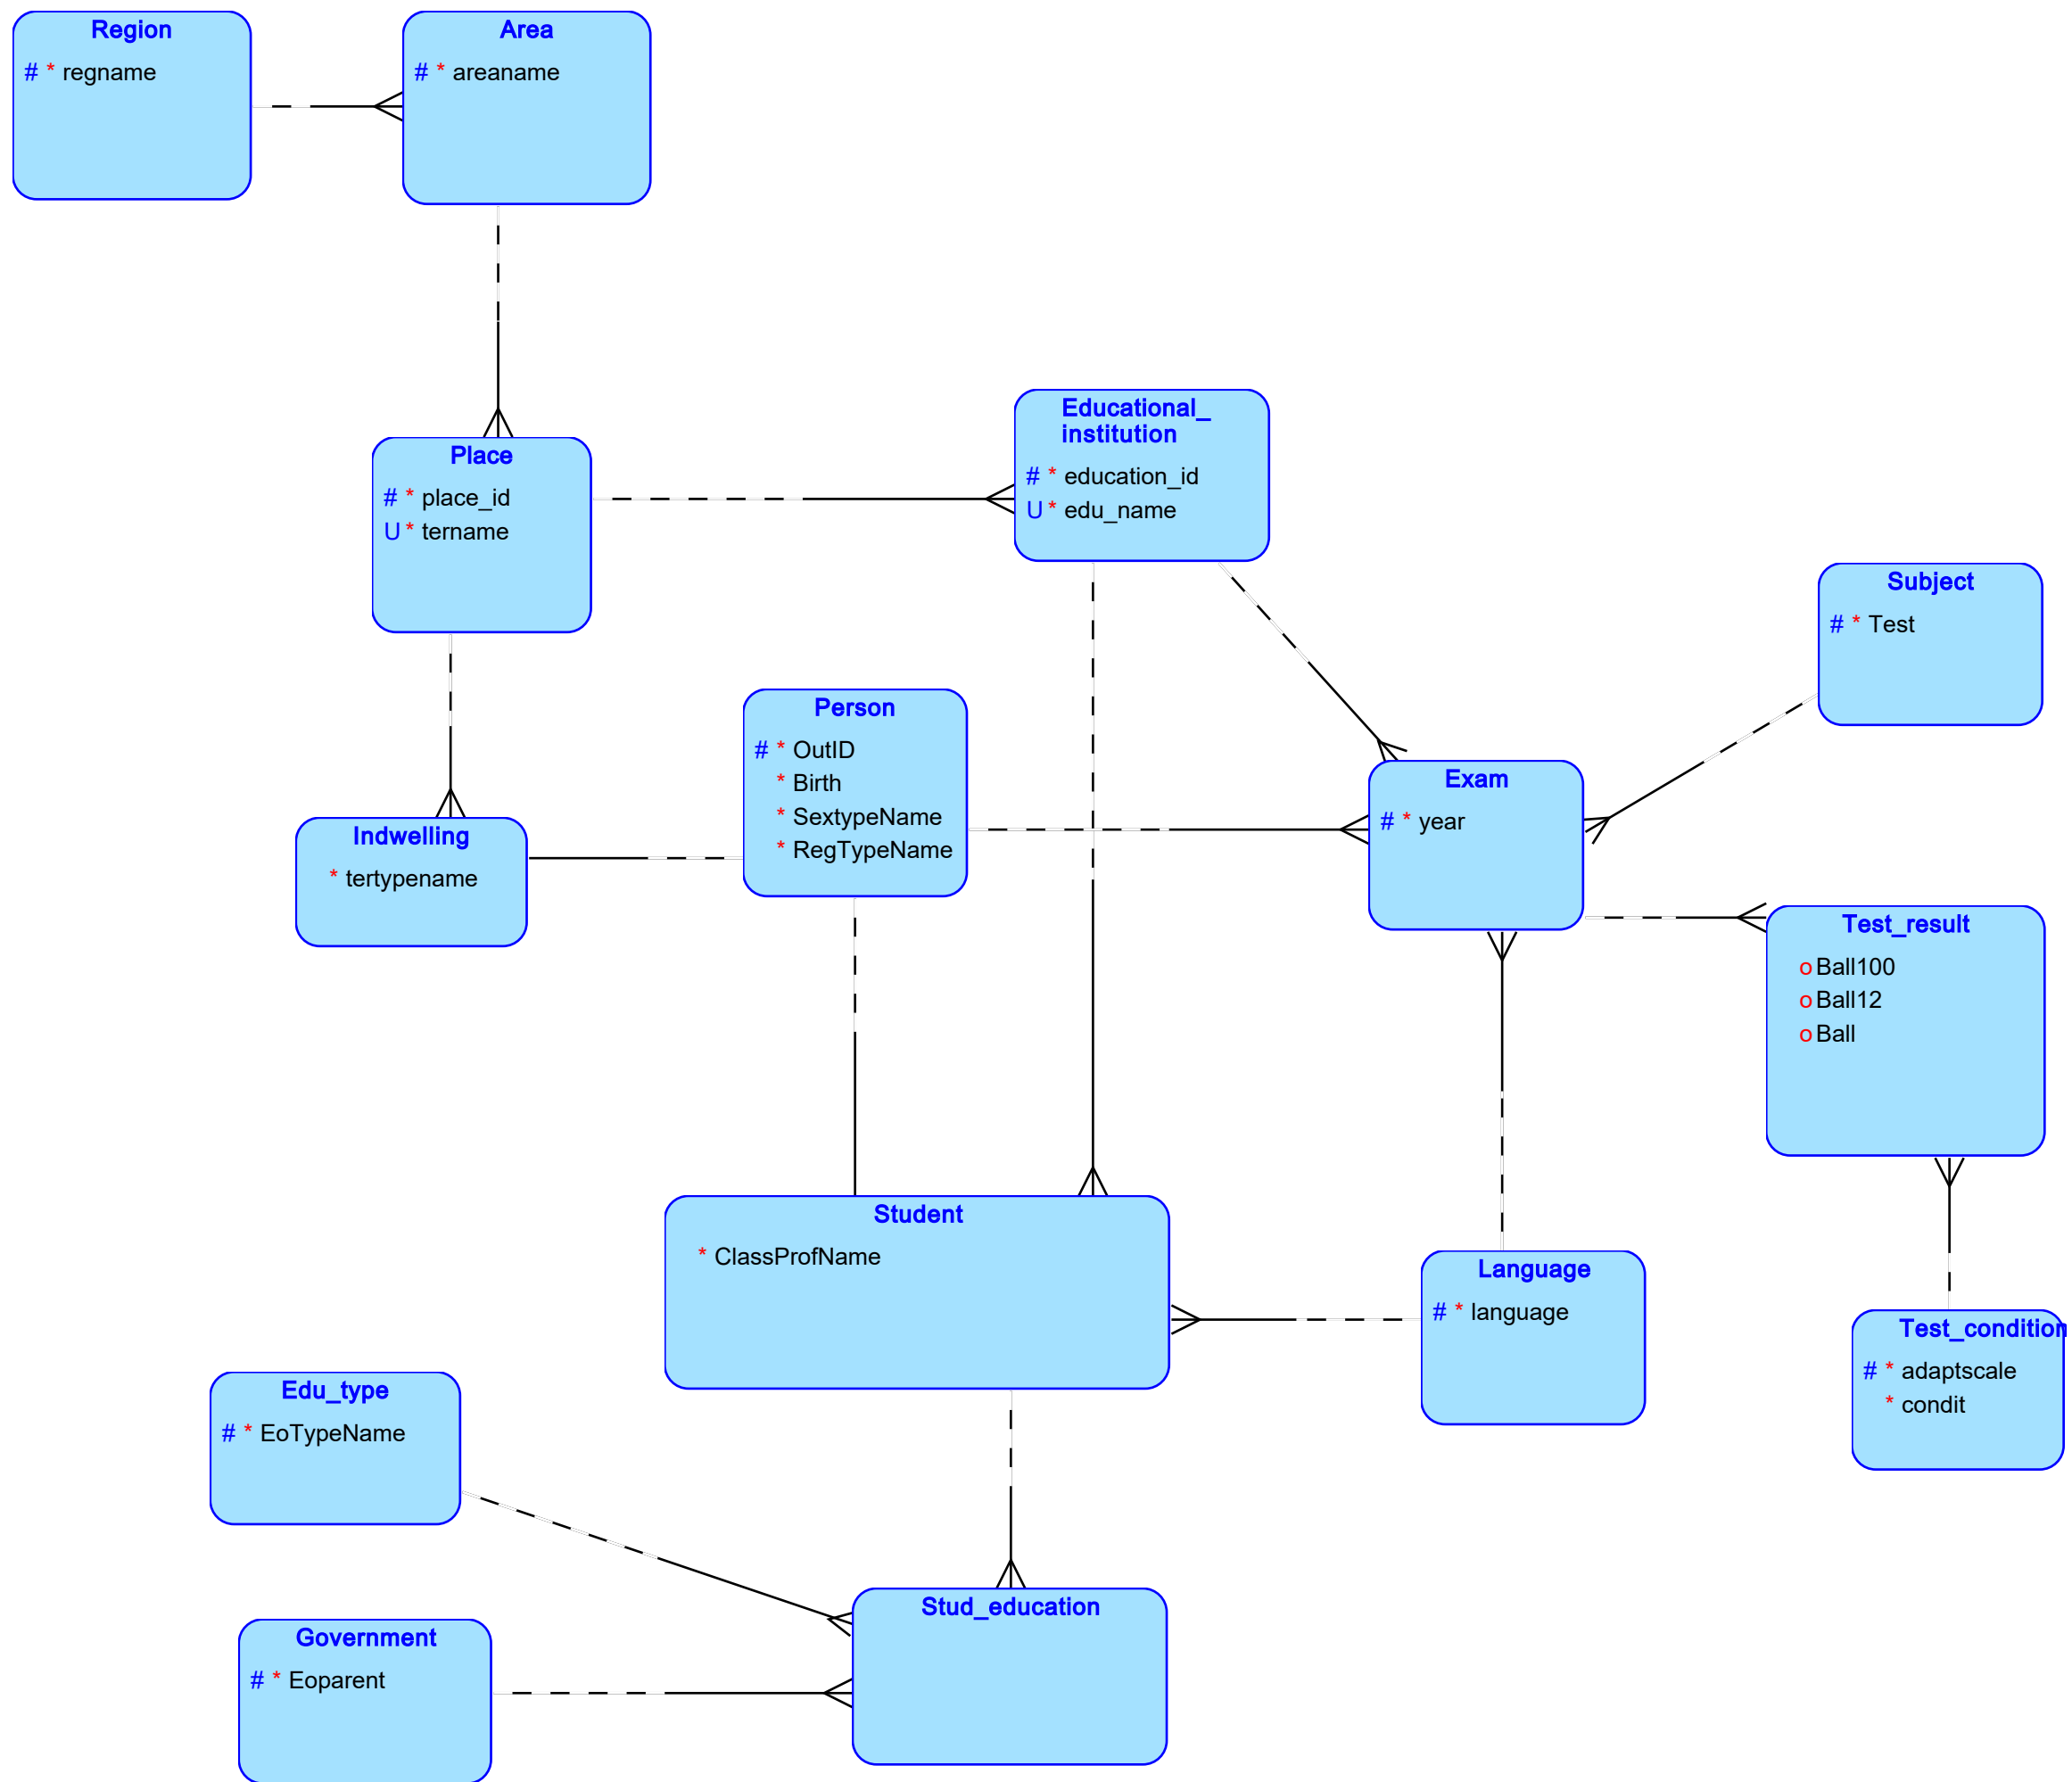 Region
# * regname
Area
# * areaname
Place
# * place_id
U * tername
Educational_
institution
# * education_id
U * edu_name
Subject
# * Test
Person
# * OutID
* Birth
* SextypeName
* RegTypeName
Exam
# * year
Indwelling
* tertypename
Test_result
o Ball100
o Ball12
o Ball
Student
* ClassProfName
Language
# * language
Test_condition
# * adaptscale
* condit
Edu_type
# * EoTypeName
Stud_education
Government
# * Eoparent